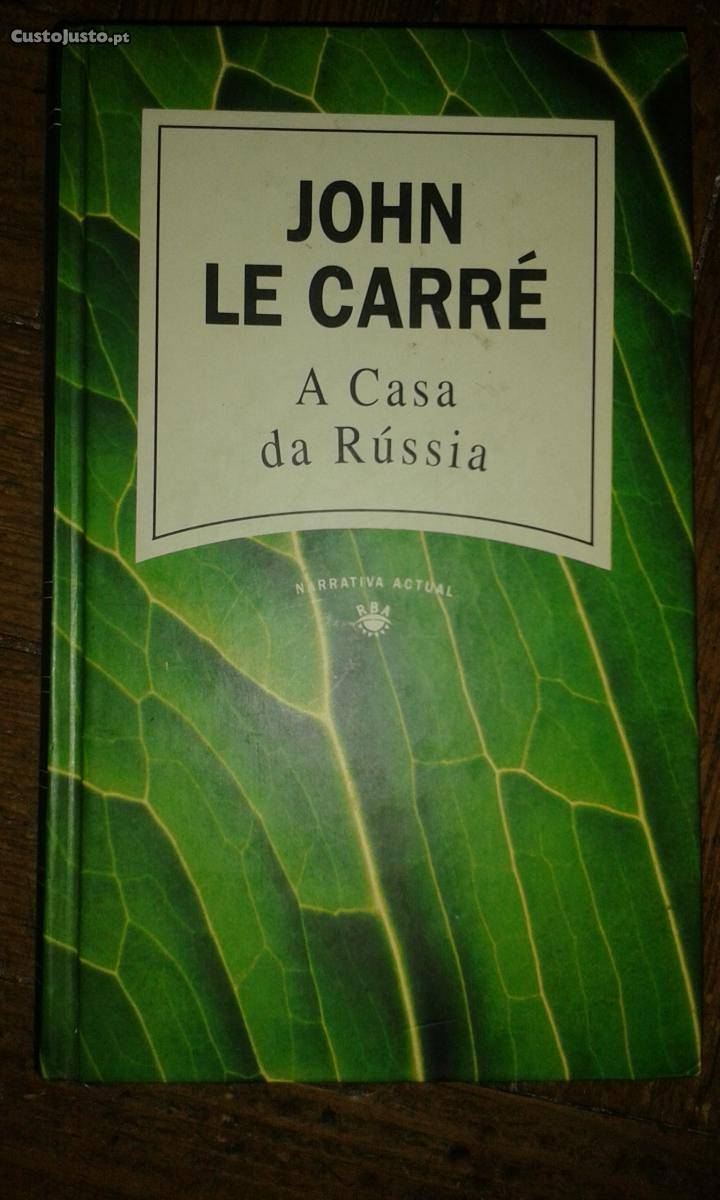 CustoJusto.pt
JOHN
LE CARRÉ
A Casa
da Rússia
NARRATIVA ACTUAL
RBA